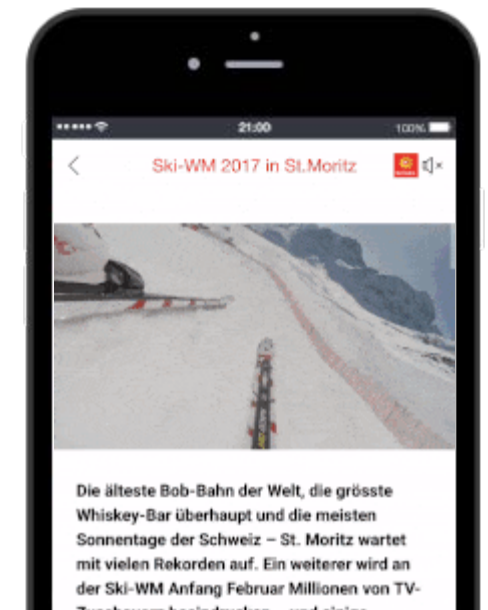 21:00
100%
Ski-WM 2017 in St.Moritz
Die älteste Bob-Bahn der Welt, die grösste
Whiskey-Bar überhaupt und die meisten
Sonnentage der Schweiz – St. Moritz wartet
mit vielen Rekorden auf. Ein weiterer wird an
der Ski-WM Anfang Februar Millionen von TV-